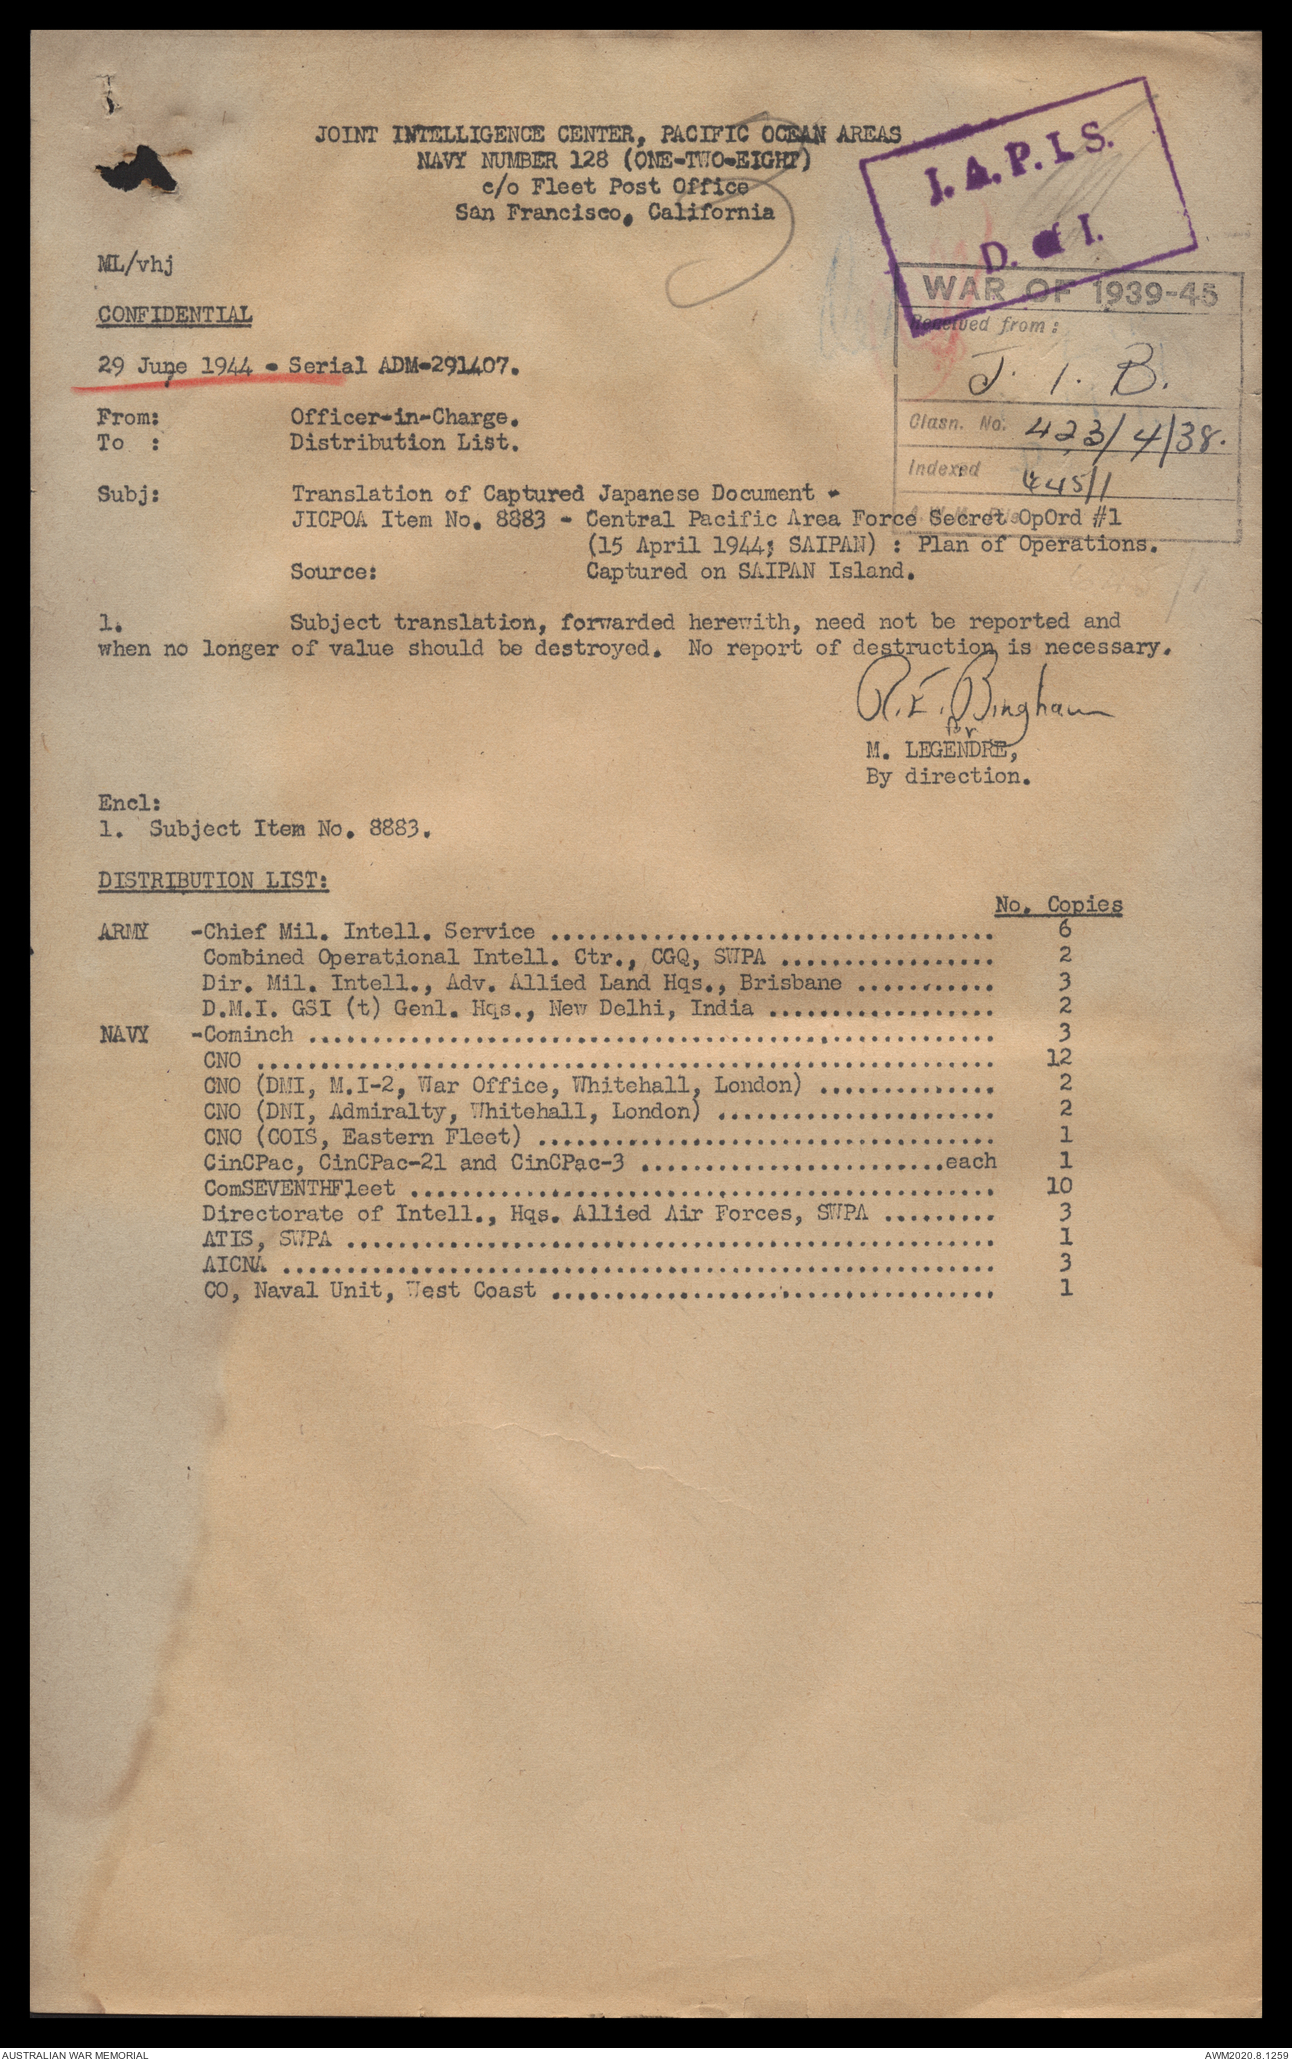 JOINT INTELLIGENCE CENTER, PACIFIC OCEAN AREAS
NAVY NUMBER 128 (ONE-TWO-EIGHT)
c/o Fleet Post Office
San Francisco, California
J.A.P.I.S.
D. of I.
ML/vhj
WAR OF 1939-45
CONFIDENTIAL
Received from:
J. I. B.
29 June 1944 - Serial ADM-291407.
From: Officer-in-Charge.
Clasn. No. 423/4/38.
To : Distribution List.
Indexed 445/1
Subj: Translation of Captured Japanese Document -
JICPOA Item No. 8883 - Central Pacific Area Force Secret OpOrd #1
(15 April 1944; SAIPAN) : Plan of Operations.
Source: Captured on SAIPAN Island.
1. Subject translation, forwarded herewith, need not be reported and
when no longer of value should be destroyed. No report of destruction is necessary.
R.E. Bingham
for
M. LEGENDRE,
By direction.
Encl:
1. Subject Item No. 8883.
DISTRIBUTION LIST:
No. Copies
ARMY -Chief Mil. Intell. Service ................................... 6
Combined Operational Intell. Ctr., CGQ, SWPA ................. 2
Dir. Mil. Intell., Adv. Allied Land Hqs., Brisbane ........... 3
D.M.I. GSI (t) Genl. Hqs., New Delhi, India .................. 2
NAVY -Cominch ...................................................... 3
CNO .......................................................... 12
CNO (DMI, M.I-2, War Office, Whitehall, London) .............. 2
CNO (DNI, Admiralty, Whitehall, London) ...................... 2
CNO (COIS, Eastern Fleet) .................................... 1
CinCPac, CinCPac-21 and CinCPac-3 ........................each 1
ComSEVENTHFleet .............................................. 10
Directorate of Intell., Hqs. Allied Air Forces, SWPA ......... 3
ATIS, SWPA ................................................... 1
AICNA ........................................................ 3
CO, Naval Unit, West Coast ................................... 1
AUSTRALIAN WAR MEMORIAL
AWM2020.8.1259